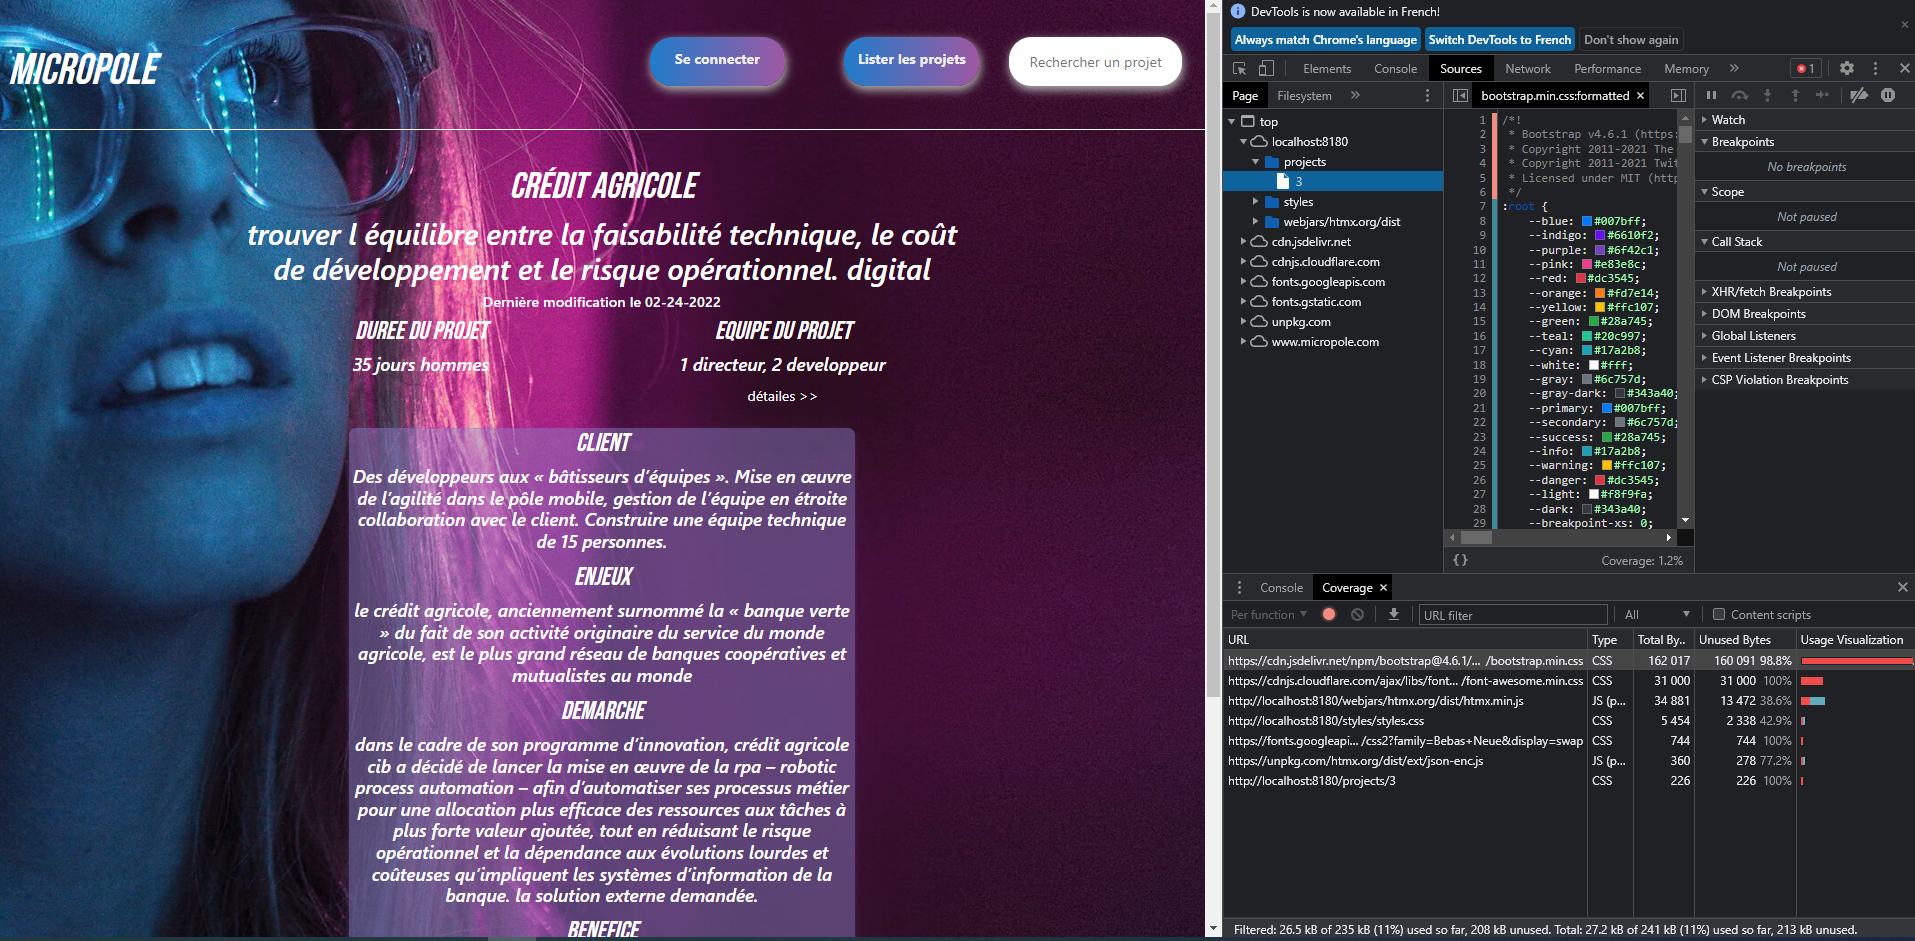 MICROPOLE
Se connecter
Lister les projets
Rechercher un projet
CRÉDIT AGRICOLE
trouver l équilibre entre la faisabilité technique, le coût
de développement et le risque opérationnel. digital
Dernière modification le 02-24-2022
DUREE DU PROJET
35 jours hommes
EQUIPE DU PROJET
1 directeur, 2 developpeur
détailes >>
CLIENT
Des développeurs aux « bâtisseurs d’équipes ». Mise en œuvre
de l’agilité dans le pôle mobile, gestion de l’équipe en étroite
collaboration avec le client. Construire une équipe technique
de 15 personnes.
ENJEUX
le crédit agricole, anciennement surnommé la « banque verte
» du fait de son activité originaire du service du monde
agricole, est le plus grand réseau de banques coopératives et
mutualistes au monde
DEMARCHE
dans le cadre de son programme d’innovation, crédit agricole
cib a décidé de lancer la mise en œuvre de la rpa – robotic
process automation – afin d’automatiser ses processus métier
pour une allocation plus efficace des ressources aux tâches à
plus forte valeur ajoutée, tout en réduisant le risque
opérationnel et la dépendance aux évolutions lourdes et
coûteuses qu’impliquent les systèmes d’information de la
banque. la solution externe demandée.
BENEFICE
DevTools is now available in French!
Always match Chrome's language
Switch DevTools to French
Don't show again
Elements Console Sources Network Performance Memory » 1
Page Filesystem »
top
localhost:8180
projects
3
styles
webjars/htmx.org/dist
cdn.jsdelivr.net
cdnjs.cloudflare.com
fonts.googleapis.com
fonts.gstatic.com
unpkg.com
www.micropole.com
bootstrap.min.css:formatted
1 /*!
2 * Bootstrap v4.6.1 (https:
3 * Copyright 2011-2021 The
4 * Copyright 2011-2021 Twit
5 * Licensed under MIT (http
6 */
7 :root {
8 --blue: #007bff;
9 --indigo: #6610f2;
10 --purple: #6f42c1;
11 --pink: #e83e8c;
12 --red: #dc3545;
13 --orange: #fd7e14;
14 --yellow: #ffc107;
15 --green: #28a745;
16 --teal: #20c997;
17 --cyan: #17a2b8;
18 --white: #fff;
19 --gray: #6c757d;
20 --gray-dark: #343a40;
21 --primary: #007bff;
22 --secondary: #6c757d;
23 --success: #28a745;
24 --info: #17a2b8;
25 --warning: #ffc107;
26 --danger: #dc3545;
27 --light: #f8f9fa;
28 --dark: #343a40;
29 --breakpoint-xs: 0;
{} Coverage: 1.2%
Watch
Breakpoints
No breakpoints
Scope
Not paused
Call Stack
Not paused
XHR/fetch Breakpoints
DOM Breakpoints
Global Listeners
Event Listener Breakpoints
CSP Violation Breakpoints
Console Coverage
Per function URL filter All Content scripts
URL Type Total By.. Unused Bytes Usage Visualization
https://cdn.jsdelivr.net/npm/bootstrap@4.6.1/... /bootstrap.min.css CSS 162 017 160 091 98.8%
https://cdnjs.cloudflare.com/ajax/libs/font... /font-awesome.min.css CSS 31 000 31 000 100%
http://localhost:8180/webjars/htmx.org/dist/htmx.min.js JS (p... 34 881 13 472 38.6%
http://localhost:8180/styles/styles.css CSS 5 454 2 338 42.9%
https://fonts.googleapi... /css2?family=Bebas+Neue&display=swap CSS 744 744 100%
https://unpkg.com/htmx.org/dist/ext/json-enc.js JS (p... 360 278 77.2%
http://localhost:8180/projects/3 CSS 226 226 100%
Filtered: 26.5 kB of 235 kB (11%) used so far, 208 kB unused. Total: 27.2 kB of 241 kB (11%) used so far, 213 kB unused.